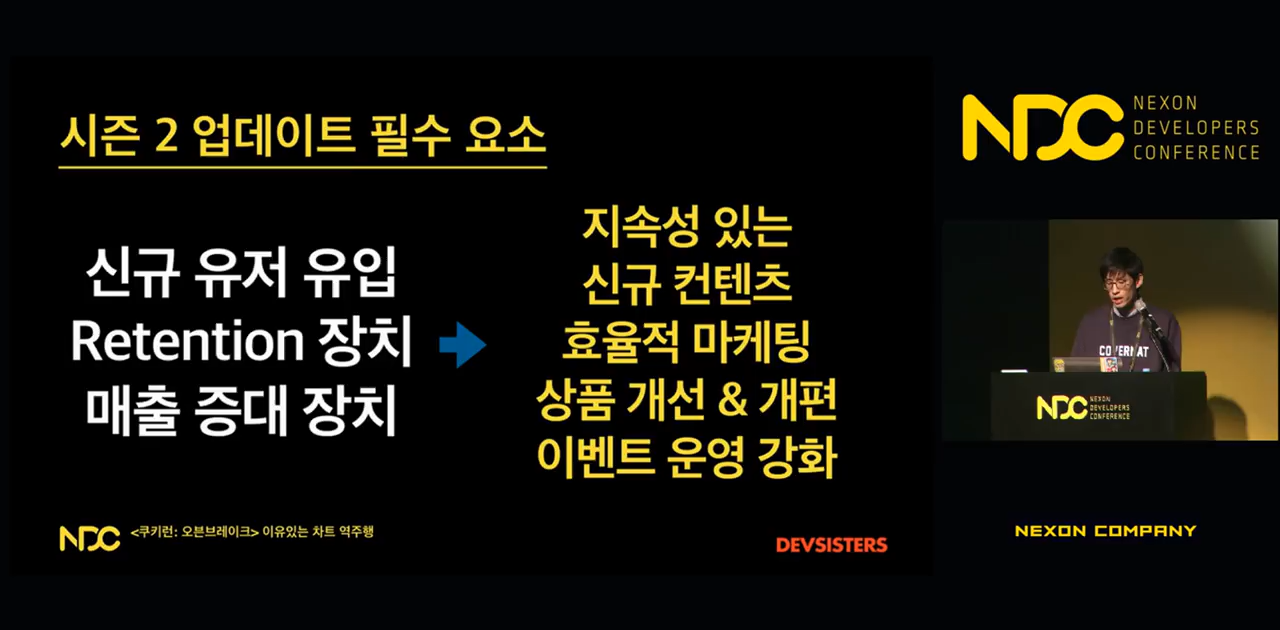 시즌 2 업데이트 필수 요소
신규 유저 유입
Retention 장치
매출 증대 장치
지속성 있는
신규 컨텐츠
효율적 마케팅
상품 개선 & 개편
이벤트 운영 강화
NDC
<쿠키런: 오븐브레이크> 이유있는 차트 역주행
DEVSISTERS
NDC
NEXON
DEVELOPERS
CONFERENCE
COVERNAT
NDC
NEXON
DEVELOPERS
CONFERENCE
NEXON COMPANY